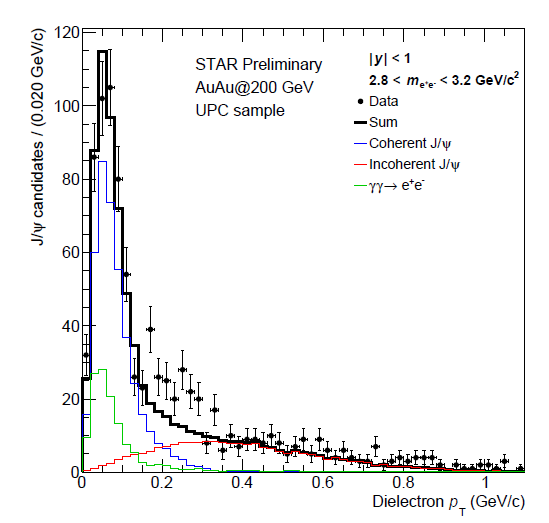 120
100
80
60
40
20
0
J/ψ candidates / (0.020 GeV/c)
STAR Preliminary
AuAu@200 GeV
UPC sample
|y| < 1
2.8 < m e⁺e⁻ < 3.2 GeV/c²
Data
Sum
Coherent J/ψ
Incoherent J/ψ
γγ→ e⁺e⁻
0 0.2 0.4 0.6 0.8 1
Dielectron p_T (GeV/c)